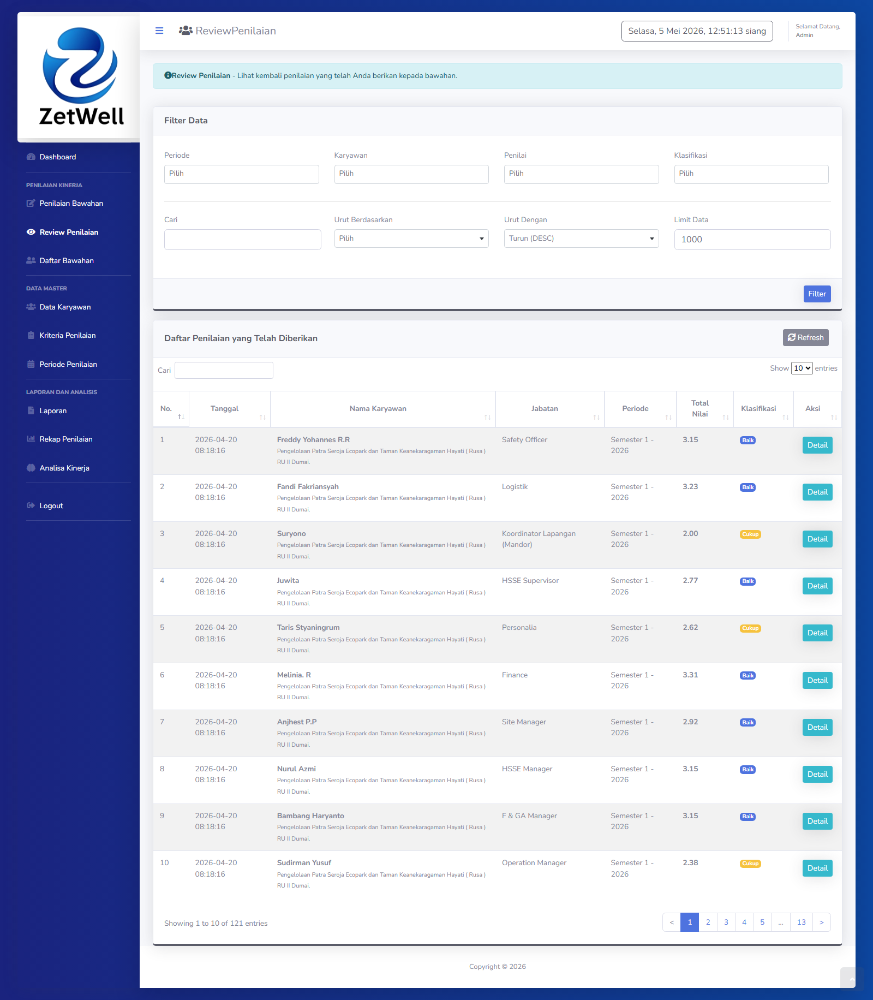 ZetWell
Dashboard
PENILAIAN KINERJA
Penilaian Bawahan
Review Penilaian
Daftar Bawahan
DATA MASTER
Data Karyawan
Kriteria Penilaian
Periode Penilaian
LAPORAN DAN ANALISIS
Laporan
Rekap Penilaian
Analisa Kinerja
Logout
ReviewPenilaian
Selasa, 5 Mei 2026, 12:51:13 siang
Selamat Datang,
Admin
Review Penilaian - Lihat kembali penilaian yang telah Anda berikan kepada bawahan.
Filter Data
Periode Karyawan Penilai Klasifikasi
Pilih Pilih Pilih Pilih
Cari Urut Berdasarkan Urut Dengan Limit Data
Pilih Turun (DESC) 1000
Filter
Daftar Penilaian yang Telah Diberikan Refresh
Cari Show 10 entries
No. Tanggal Nama Karyawan Jabatan Periode Total Nilai Klasifikasi Aksi
1 2026-04-20 Freddy Yohannes R.R Safety Officer Semester 1 - 3.15 Baik Detail
08:18:16 Pengelolaan Patra Seroja Ecopark dan Taman Keanekaragaman Hayati ( Rusa ) 2026
RU II Dumai.
2 2026-04-20 Fandi Fakriansyah Logistik Semester 1 - 3.23 Baik Detail
08:18:16 Pengelolaan Patra Seroja Ecopark dan Taman Keanekaragaman Hayati ( Rusa ) 2026
RU II Dumai.
3 2026-04-20 Suryono Koordinator Lapangan Semester 1 - 2.00 Cukup Detail
08:18:16 Pengelolaan Patra Seroja Ecopark dan Taman Keanekaragaman Hayati ( Rusa ) (Mandor) 2026
RU II Dumai.
4 2026-04-20 Juwita HSSE Supervisor Semester 1 - 2.77 Baik Detail
08:18:16 Pengelolaan Patra Seroja Ecopark dan Taman Keanekaragaman Hayati ( Rusa ) 2026
RU II Dumai.
5 2026-04-20 Taris Styaningrum Personalia Semester 1 - 2.62 Cukup Detail
08:18:16 Pengelolaan Patra Seroja Ecopark dan Taman Keanekaragaman Hayati ( Rusa ) 2026
RU II Dumai.
6 2026-04-20 Melinia. R Finance Semester 1 - 3.31 Baik Detail
08:18:16 Pengelolaan Patra Seroja Ecopark dan Taman Keanekaragaman Hayati ( Rusa ) 2026
RU II Dumai.
7 2026-04-20 Anjhest P.P Site Manager Semester 1 - 2.92 Baik Detail
08:18:16 Pengelolaan Patra Seroja Ecopark dan Taman Keanekaragaman Hayati ( Rusa ) 2026
RU II Dumai.
8 2026-04-20 Nurul Azmi HSSE Manager Semester 1 - 3.15 Baik Detail
08:18:16 Pengelolaan Patra Seroja Ecopark dan Taman Keanekaragaman Hayati ( Rusa ) 2026
RU II Dumai.
9 2026-04-20 Bambang Haryanto F & GA Manager Semester 1 - 3.15 Baik Detail
08:18:16 Pengelolaan Patra Seroja Ecopark dan Taman Keanekaragaman Hayati ( Rusa ) 2026
RU II Dumai.
10 2026-04-20 Sudirman Yusuf Operation Manager Semester 1 - 2.38 Cukup Detail
08:18:16 Pengelolaan Patra Seroja Ecopark dan Taman Keanekaragaman Hayati ( Rusa ) 2026
RU II Dumai.
Showing 1 to 10 of 121 entries < 1 2 3 4 5 ... 13 >
Copyright © 2026